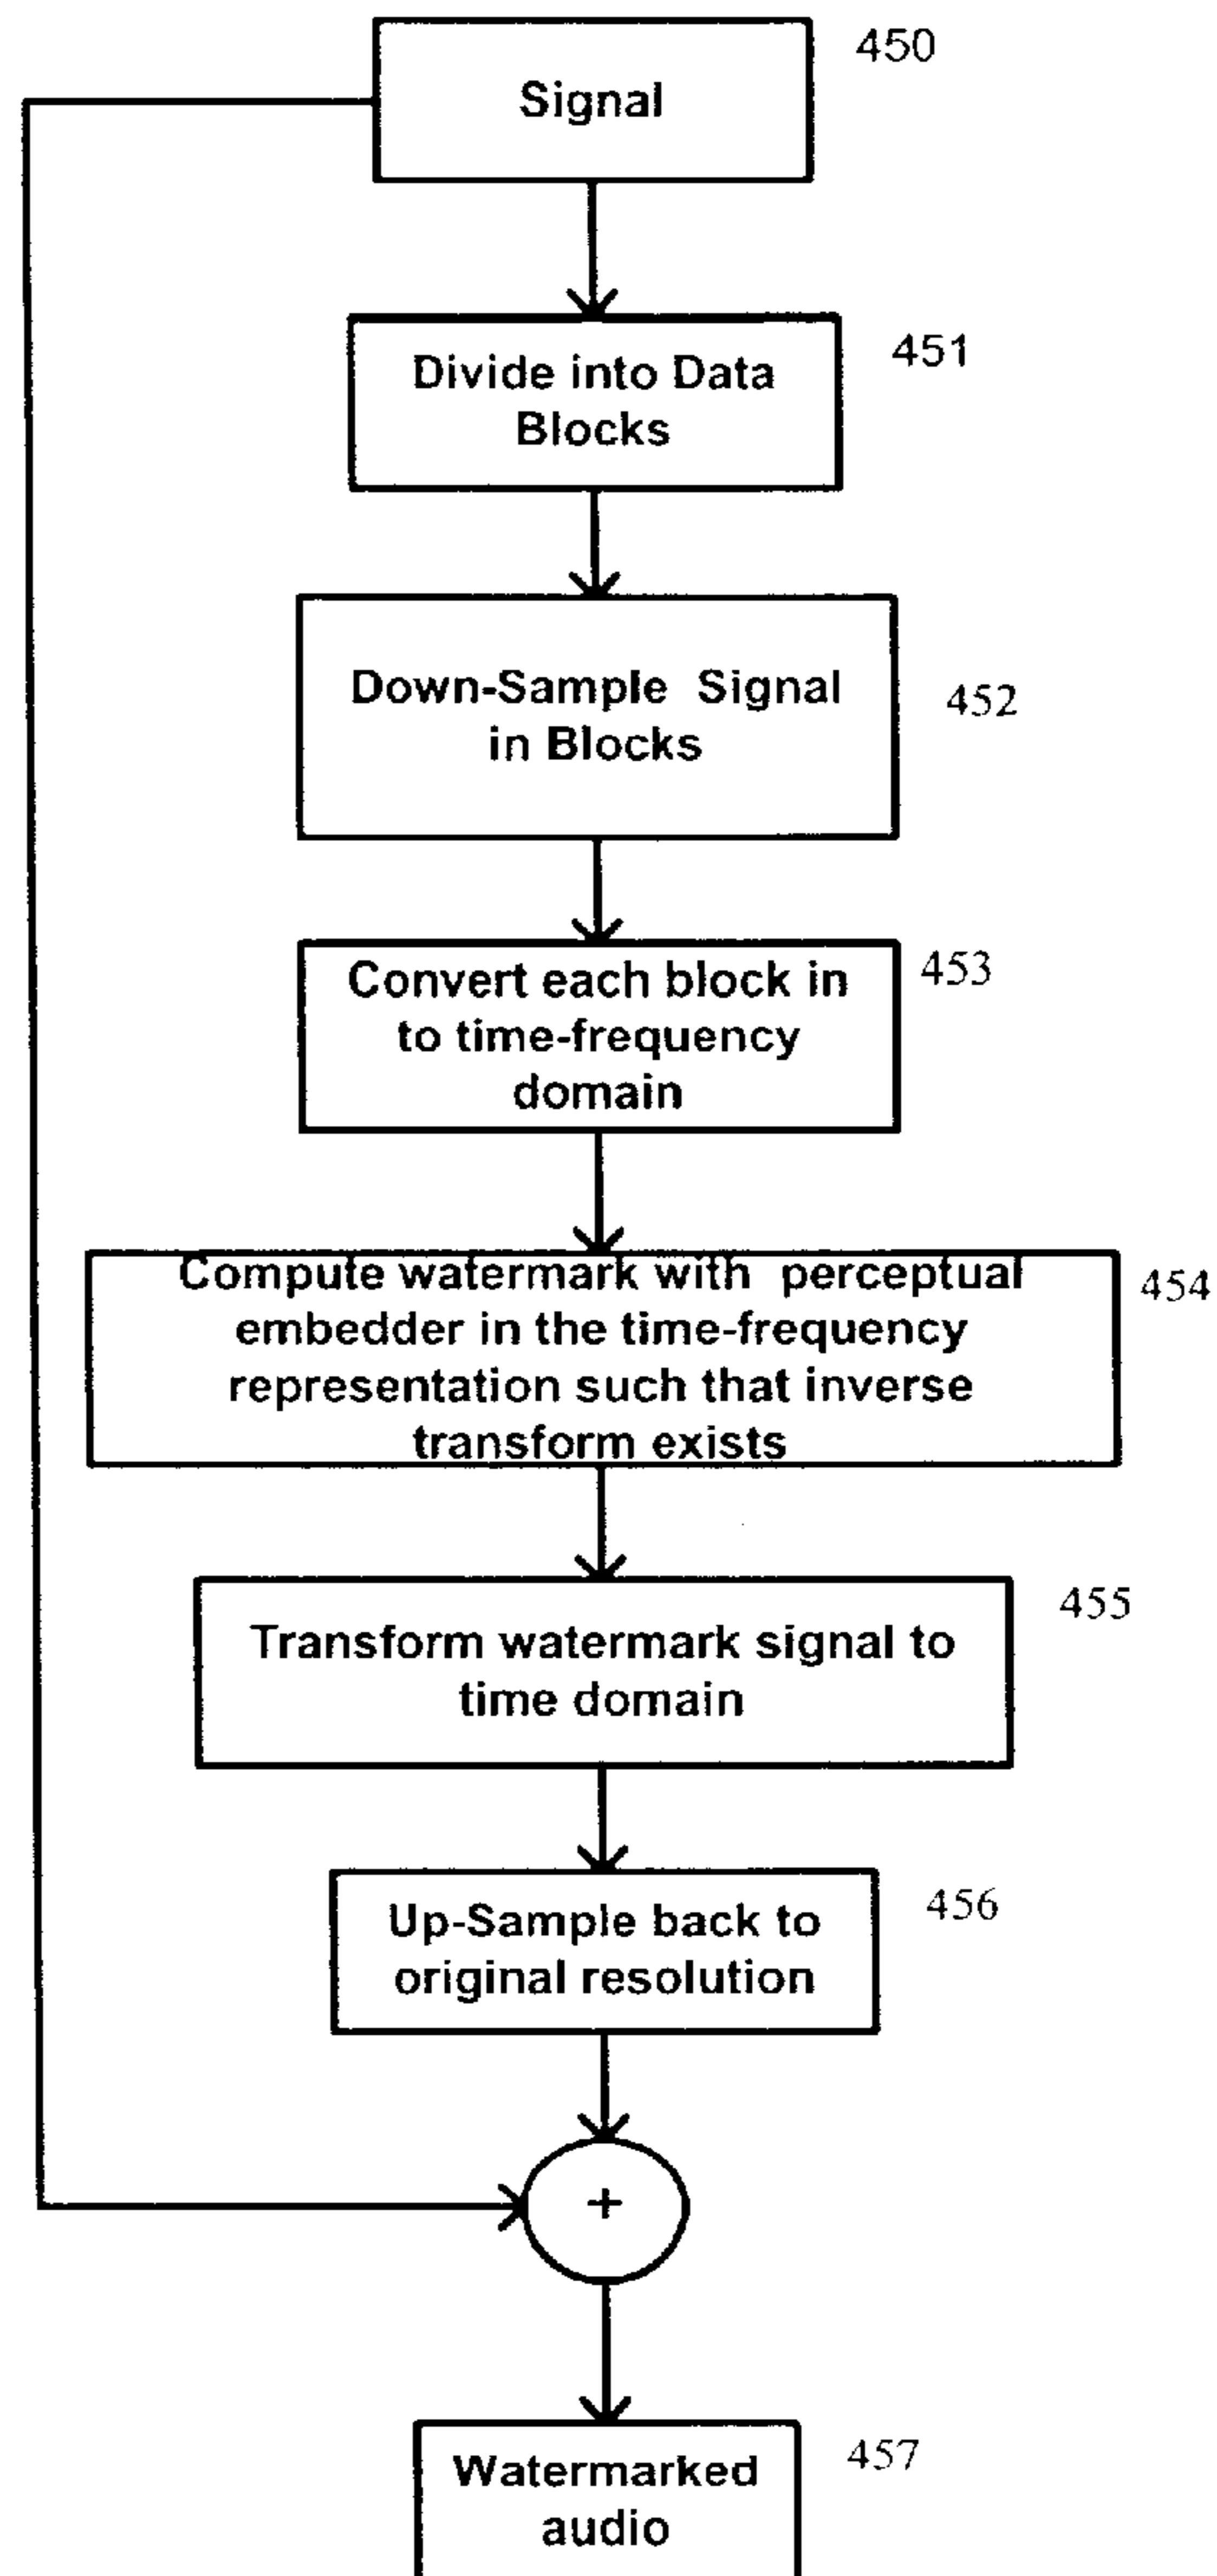 450
Signal
451
Divide into Data
Blocks
Down-Sample Signal
in Blocks
452
453
Convert each block in
to time-frequency
domain
Compute watermark with perceptual
embedder in the time-frequency
representation such that inverse
transform exists
454
455
Transform watermark signal to
time domain
456
Up-Sample back to
original resolution
+
457
Watermarked
audio